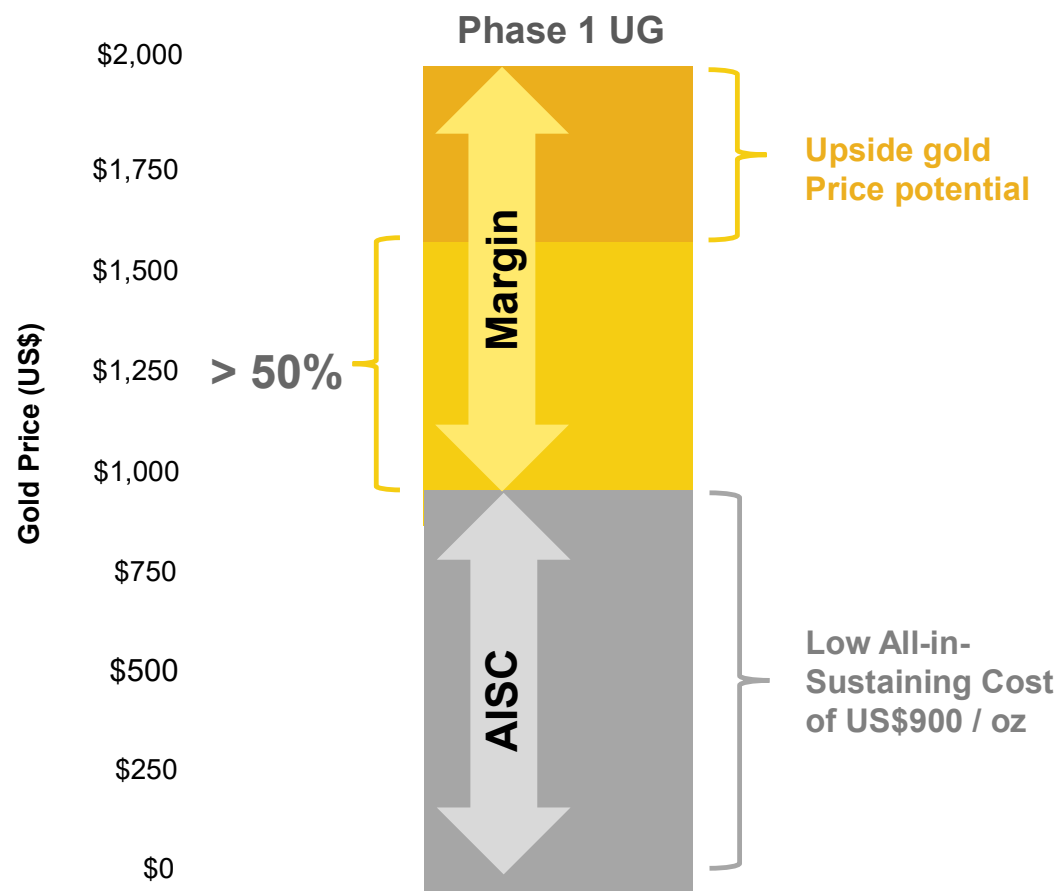 Phase 1 UG
$2,000
$1,750
$1,500
$1,250
$1,000
$750
$500
$250
$0
Gold Price (US$)
> 50%
Margin
AISC
Upside gold
Price potential
Low All-in-
Sustaining Cost
of US$900 / oz